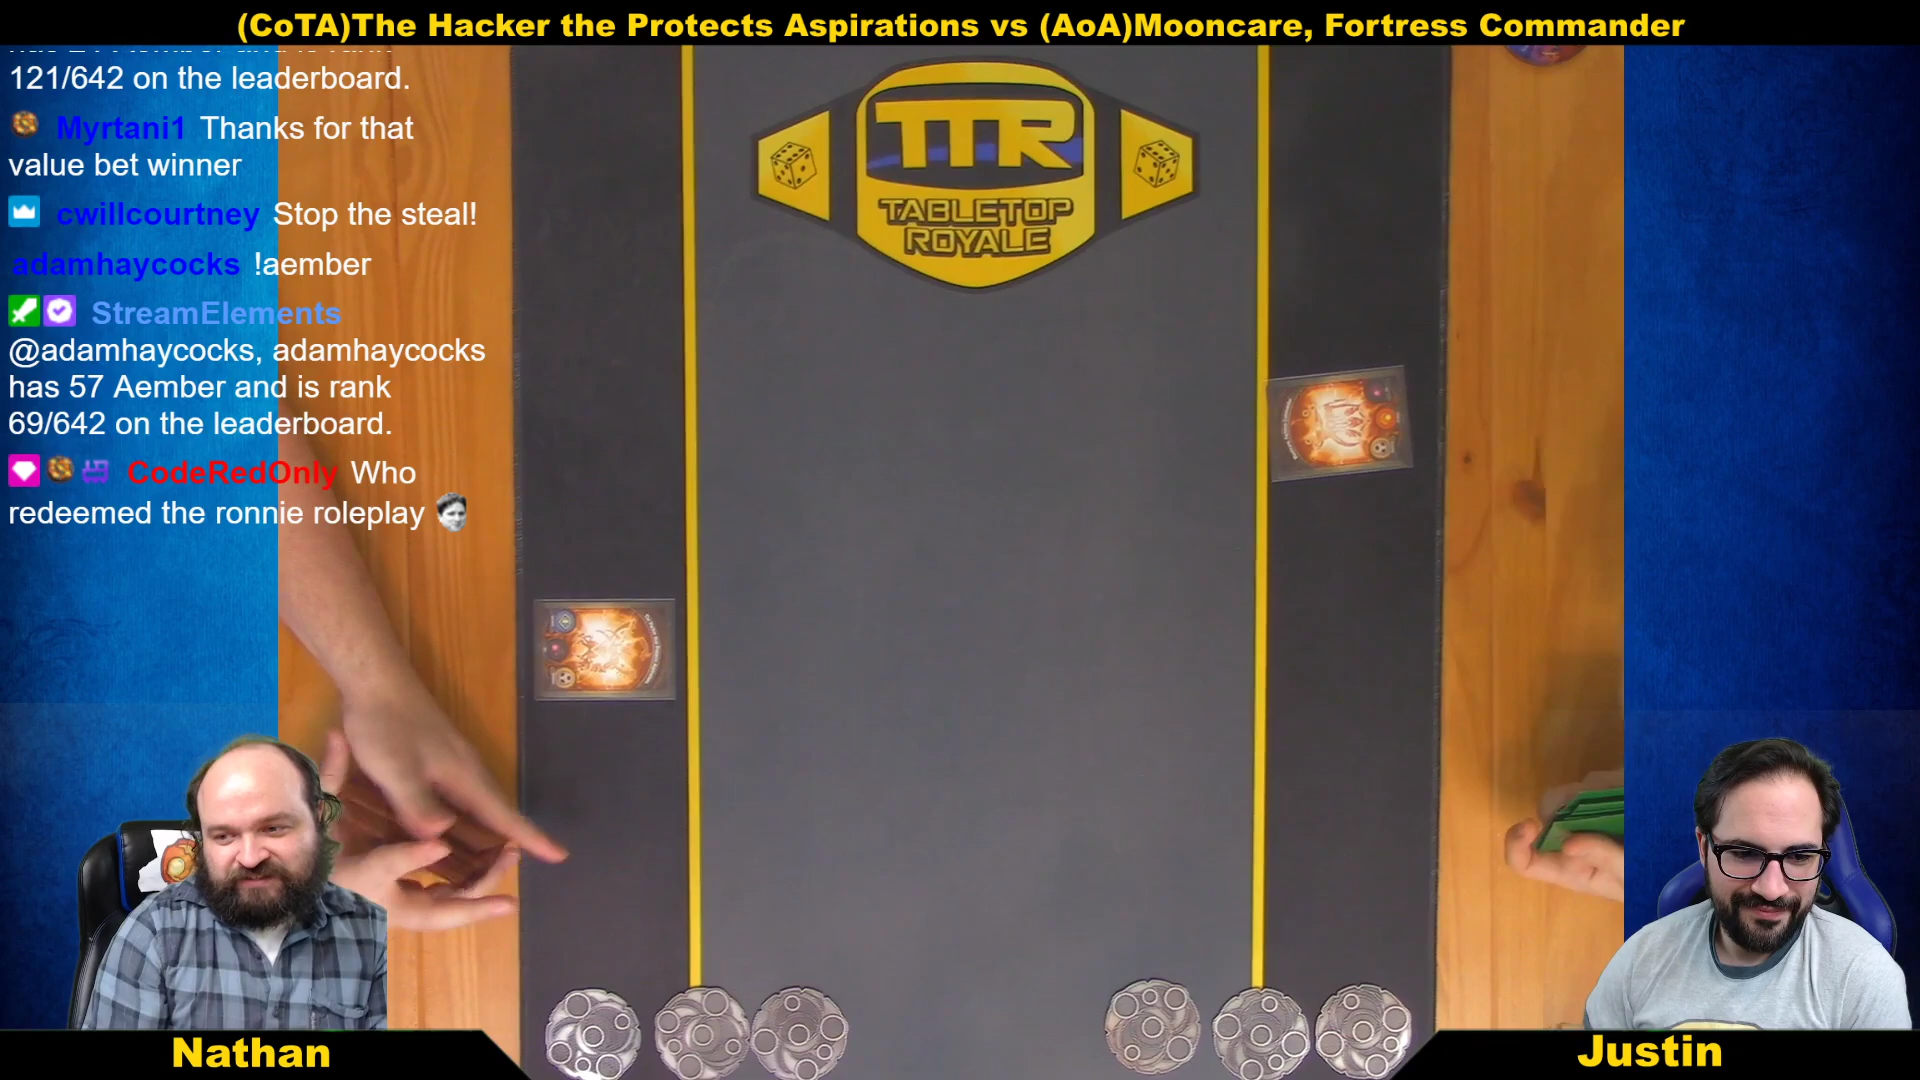 (CoTA)The Hacker the Protects Aspirations vs (AoA)Mooncare, Fortress Commander
121/642 on the leaderboard.
Myrtani1 Thanks for that
value bet winner
cwillcourtney Stop the steal!
adamhaycocks !aember
StreamElements
@adamhaycocks, adamhaycocks
has 57 Aember and is rank
69/642 on the leaderboard.
CodeRedOnly Who
redeemed the ronnie roleplay
TTR
TABLETOP
ROYALE
Nathan
Justin